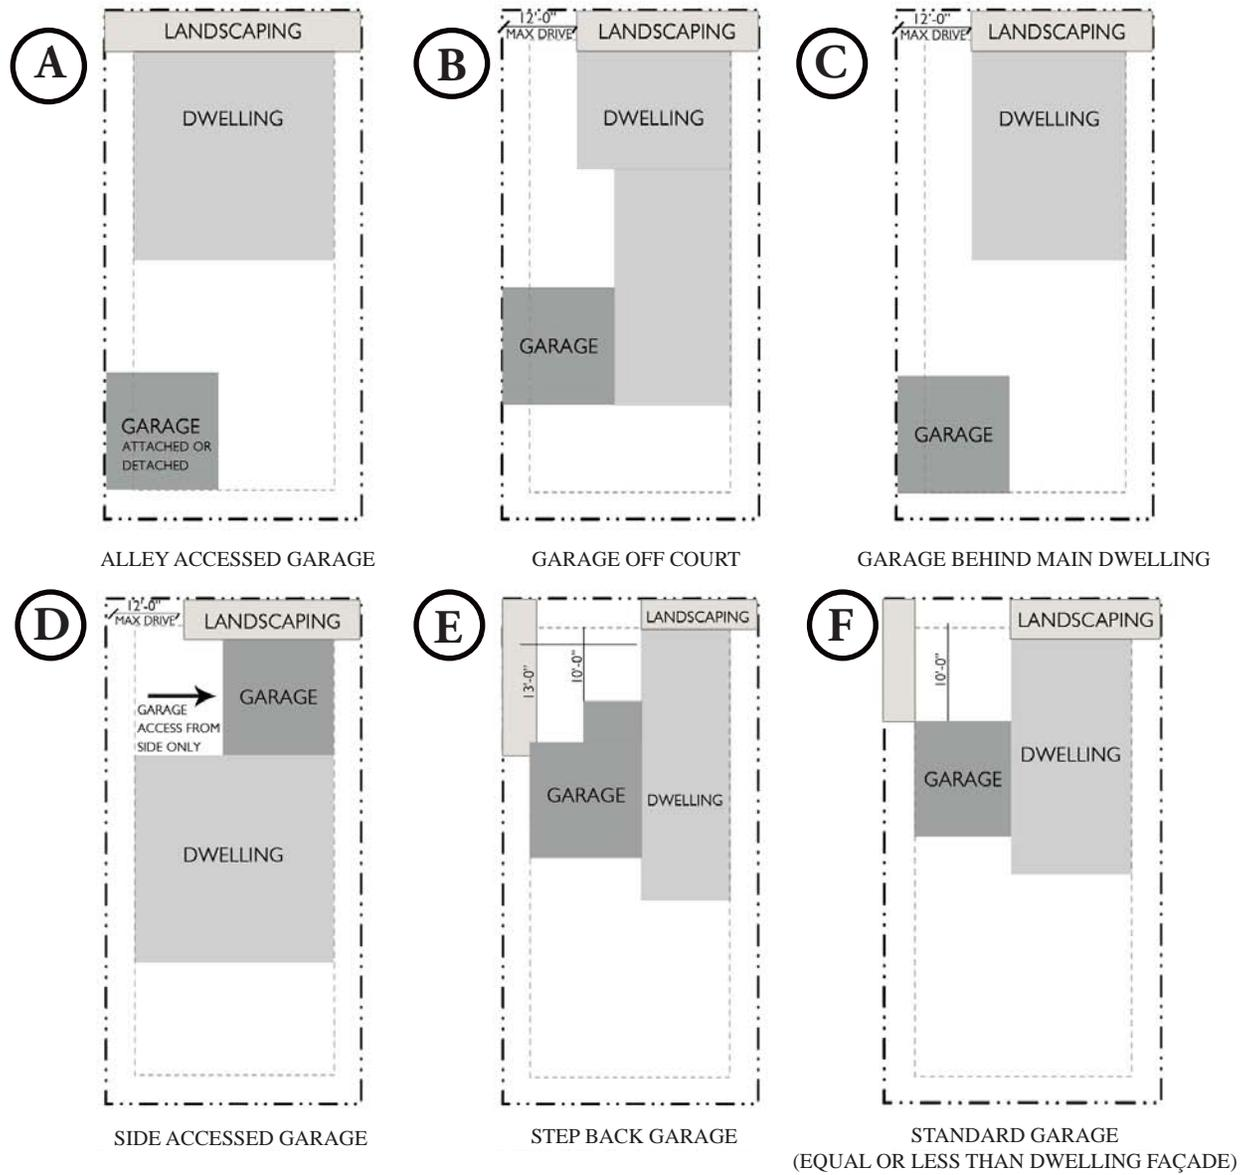 A
LANDSCAPING
DWELLING
GARAGE
ATTACHED OR
DETACHED
ALLEY ACCESSED GARAGE
B
12'-0"
MAX DRIVE
LANDSCAPING
DWELLING
GARAGE
GARAGE OFF COURT
C
12'-0"
MAX DRIVE
LANDSCAPING
DWELLING
GARAGE
GARAGE BEHIND MAIN DWELLING
D
12'-0"
MAX DRIVE
LANDSCAPING
GARAGE
GARAGE
ACCESS FROM
SIDE ONLY
DWELLING
SIDE ACCESSED GARAGE
E
LANDSCAPING
13'-0"
10'-0"
GARAGE
DWELLING
STEP BACK GARAGE
F
LANDSCAPING
10'-0"
GARAGE
DWELLING
STANDARD GARAGE
(EQUAL OR LESS THAN DWELLING FAÇADE)